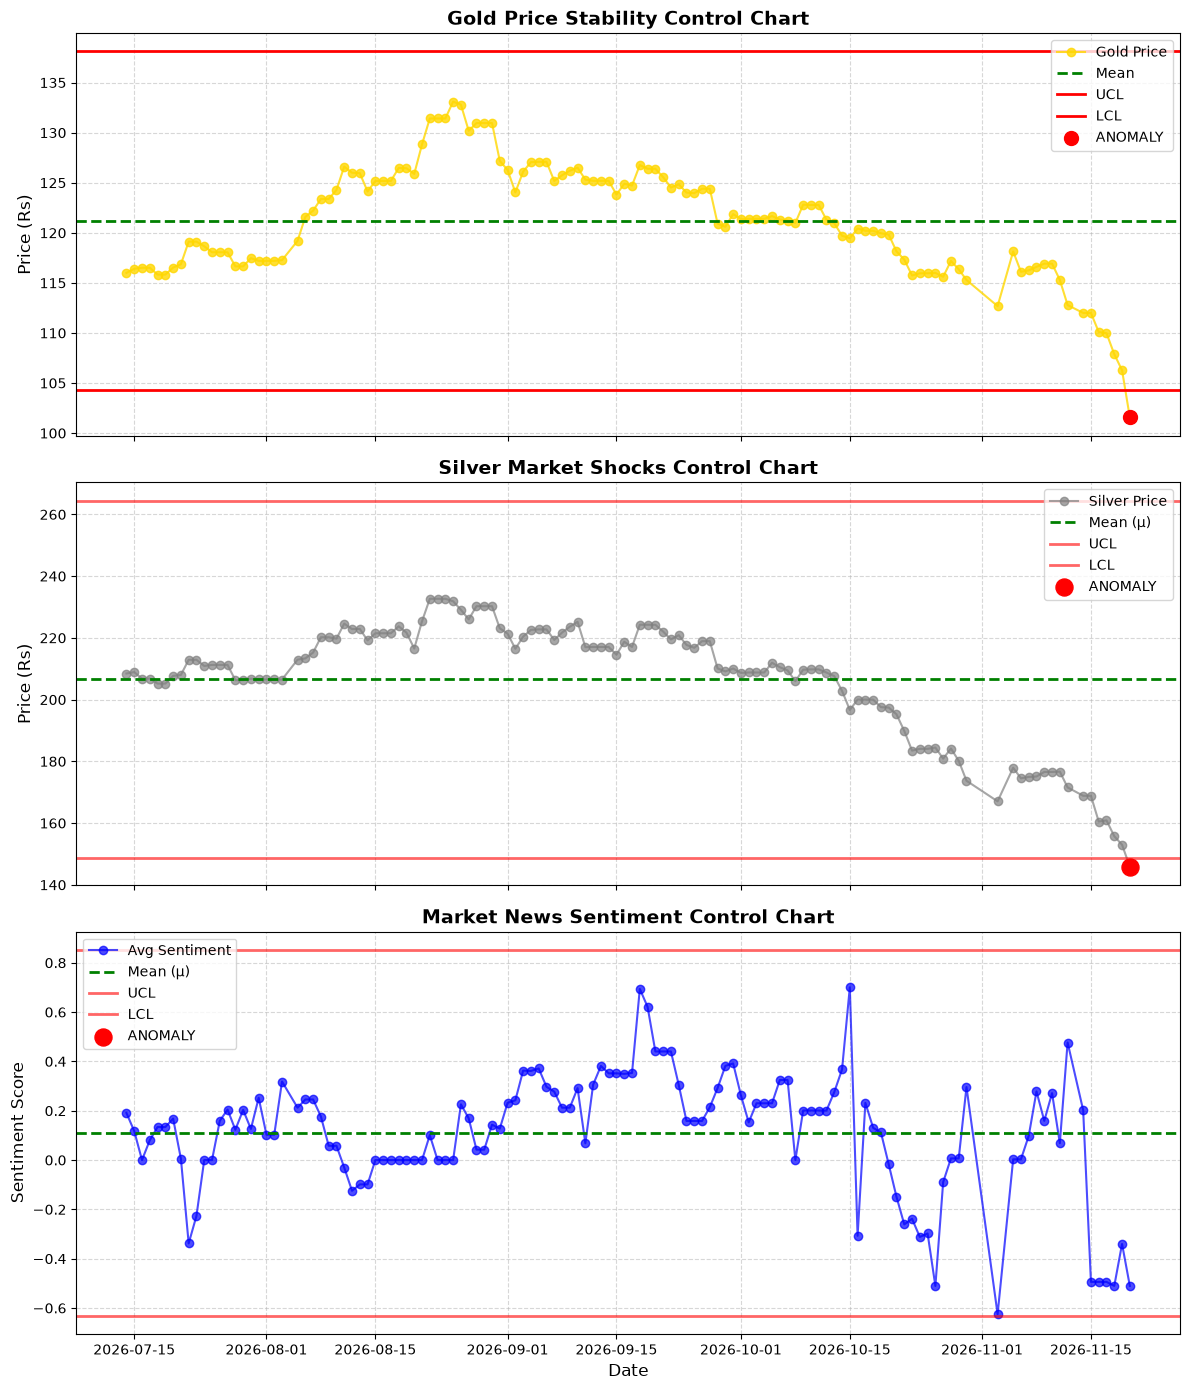 Gold Price Stability Control Chart
Price (Rs)
135
130
125
120
115
110
105
100
Gold Price
Mean
UCL
LCL
ANOMALY
Silver Market Shocks Control Chart
Price (Rs)
260
240
220
200
180
160
140
Silver Price
Mean (μ)
UCL
LCL
ANOMALY
Market News Sentiment Control Chart
Sentiment Score
0.8
0.6
0.4
0.2
0.0
−0.2
−0.4
−0.6
Avg Sentiment
Mean (μ)
UCL
LCL
ANOMALY
2026-07-15 2026-08-01 2026-08-15 2026-09-01 2026-09-15 2026-10-01 2026-10-15 2026-11-01 2026-11-15
Date